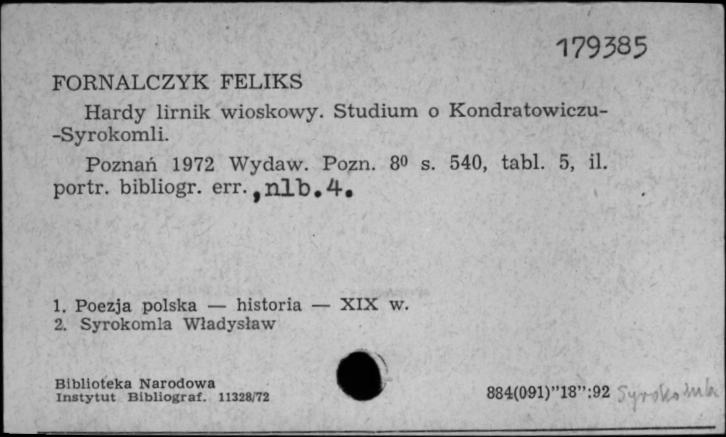 179385
FORNALCZYK FELIKS
Hardy lirnik wioskowy. Studium o Kondratowiczu-
-Syrokomli.
Poznań 1972 Wydaw. Pozn. 8⁰ s. 540, tabl. 5, il.
portr. bibliogr. err. , nlb.4.
1. Poezja polska — historia — XIX w.
2. Syrokomla Władysław
Biblioteka Narodowa
Instytut Bibliograf. 11328/72
884(091)"18":92 Syrokomla